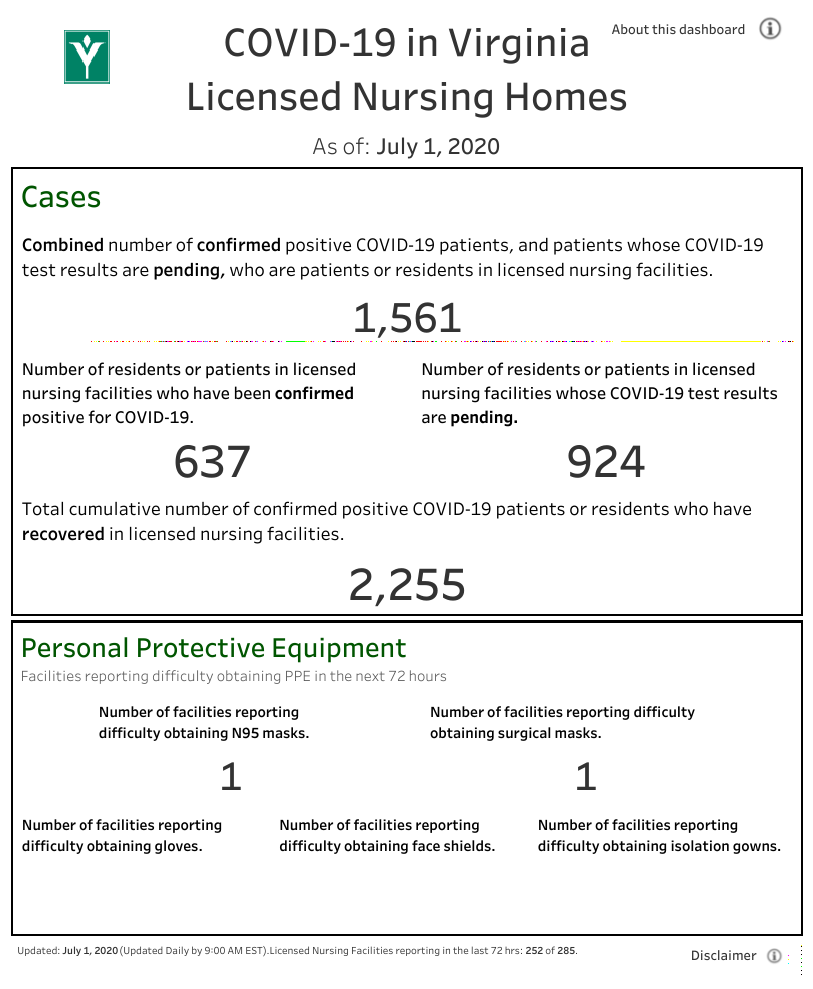 COVID-19 in Virginia
Licensed Nursing Homes
About this dashboard
As of: July 1, 2020
Cases
Combined number of confirmed positive COVID-19 patients, and patients whose COVID-19
test results are pending, who are patients or residents in licensed nursing facilities.
1,561
Number of residents or patients in licensed
nursing facilities who have been confirmed
positive for COVID-19.
637
Number of residents or patients in licensed
nursing facilities whose COVID-19 test results
are pending.
924
Total cumulative number of confirmed positive COVID-19 patients or residents who have
recovered in licensed nursing facilities.
2,255
Personal Protective Equipment
Facilities reporting difficulty obtaining PPE in the next 72 hours
Number of facilities reporting
difficulty obtaining N95 masks.
1
Number of facilities reporting difficulty
obtaining surgical masks.
1
Number of facilities reporting
difficulty obtaining gloves.
Number of facilities reporting
difficulty obtaining face shields.
Number of facilities reporting
difficulty obtaining isolation gowns.
Updated: July 1, 2020 (Updated Daily by 9:00 AM EST).Licensed Nursing Facilities reporting in the last 72 hrs: 252 of 285.
Disclaimer